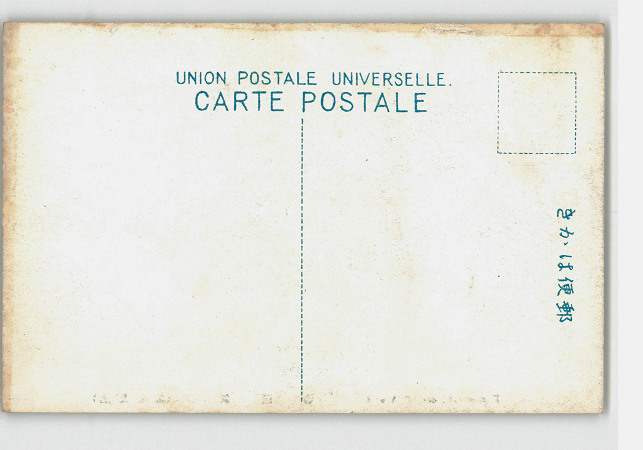 UNION POSTALE UNIVERSELLE.
CARTE POSTALE
郵便はかき